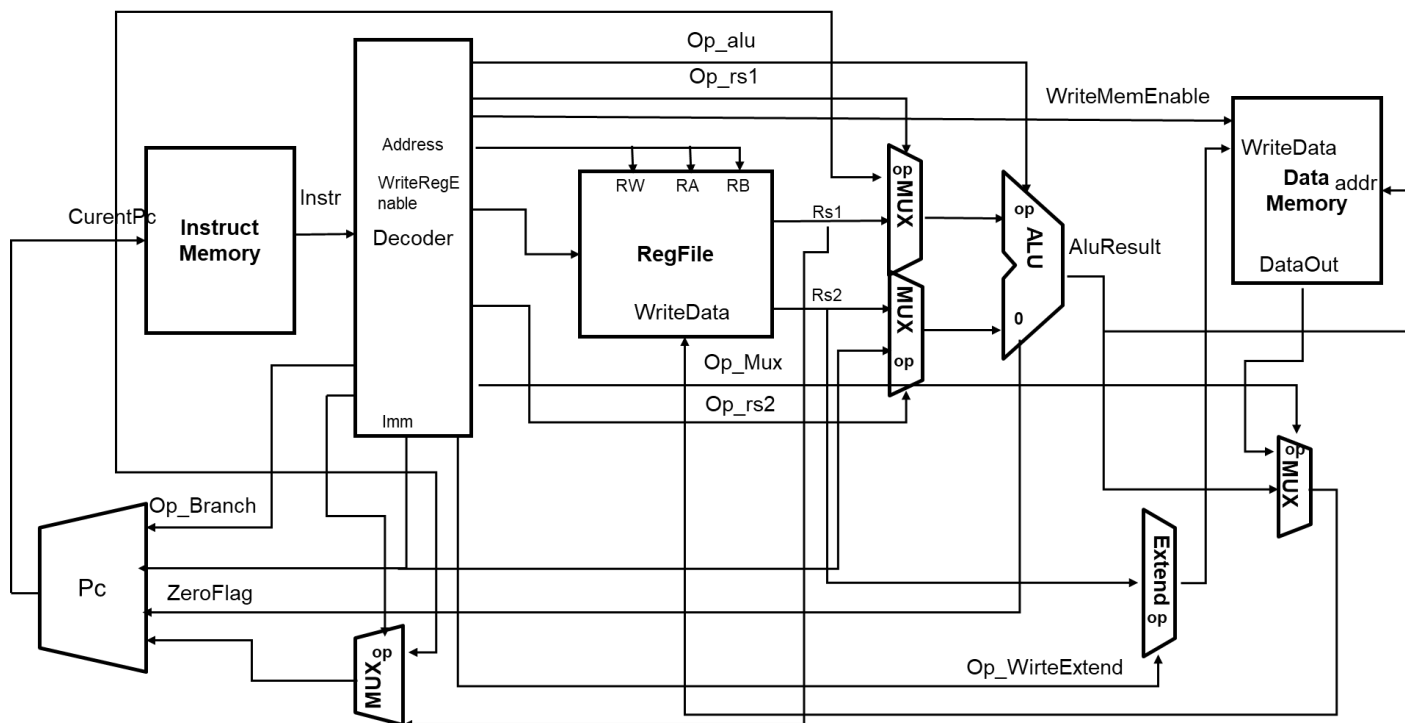 Op_alu
Op_rs1
WriteMemEnable
Address
WriteRegE
nable
Decoder
Imm
CurentPc
Instruct
Memory
Instr
RW
RA
RB
RegFile
WriteData
Rs1
Rs2
op
MUX
MUX
op
op
ALU
0
AluResult
WriteData
Data
Memory
addr
DataOut
Op_Mux
Op_rs2
op
MUX
Op_Branch
Pc
ZeroFlag
Extend
op
op
MUX
Op_WirteExtend